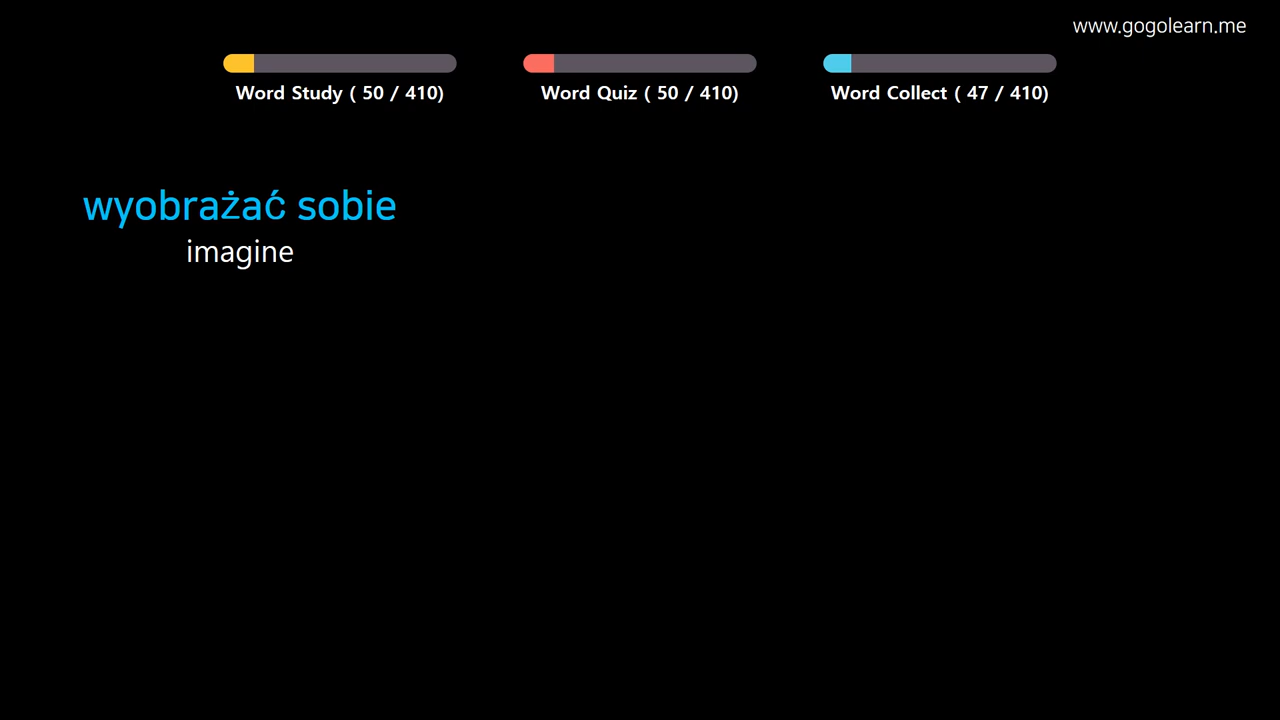 www.gogolearn.me
Word Study ( 50 / 410)
Word Quiz ( 50 / 410)
Word Collect ( 47 / 410)
wyobrażać sobie
imagine